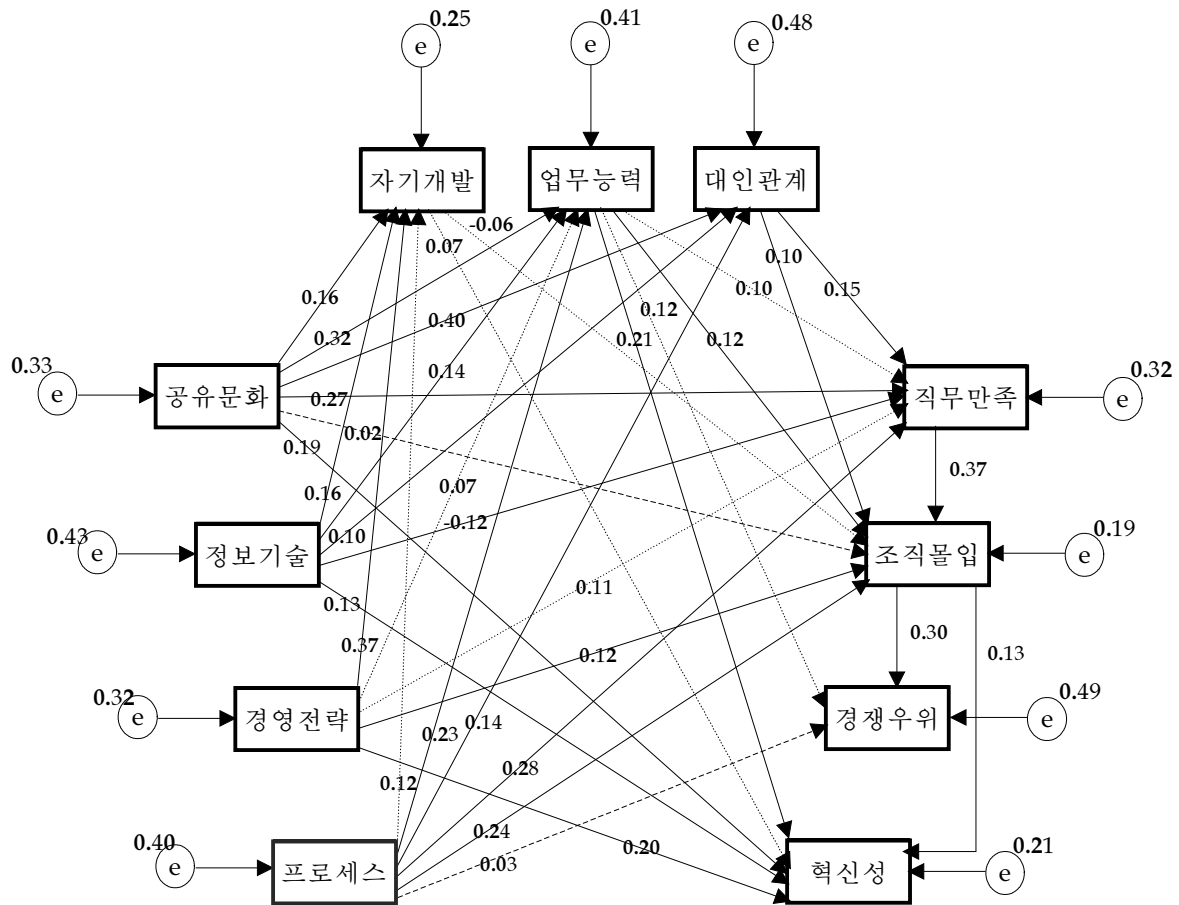 0.25
0.41
0.48
e
e
e
자기개발
업무능력
대인관계
-0.06
0.07
0.10
0.10
0.15
0.16
0.32
0.40
0.12
0.21
0.12
0.14
0.33
e
공유문화
직무만족
0.32
e
0.27
0.02
0.19
0.37
0.16
0.07
0.10
-0.12
0.43
e
정보기술
조직몰입
0.19
e
0.13
0.11
0.37
0.12
0.30
0.13
0.32
e
경영전략
경쟁우위
0.49
e
0.23
0.14
0.12
0.28
0.24
0.03
0.20
0.40
e
프로세스
혁신성
0.21
e